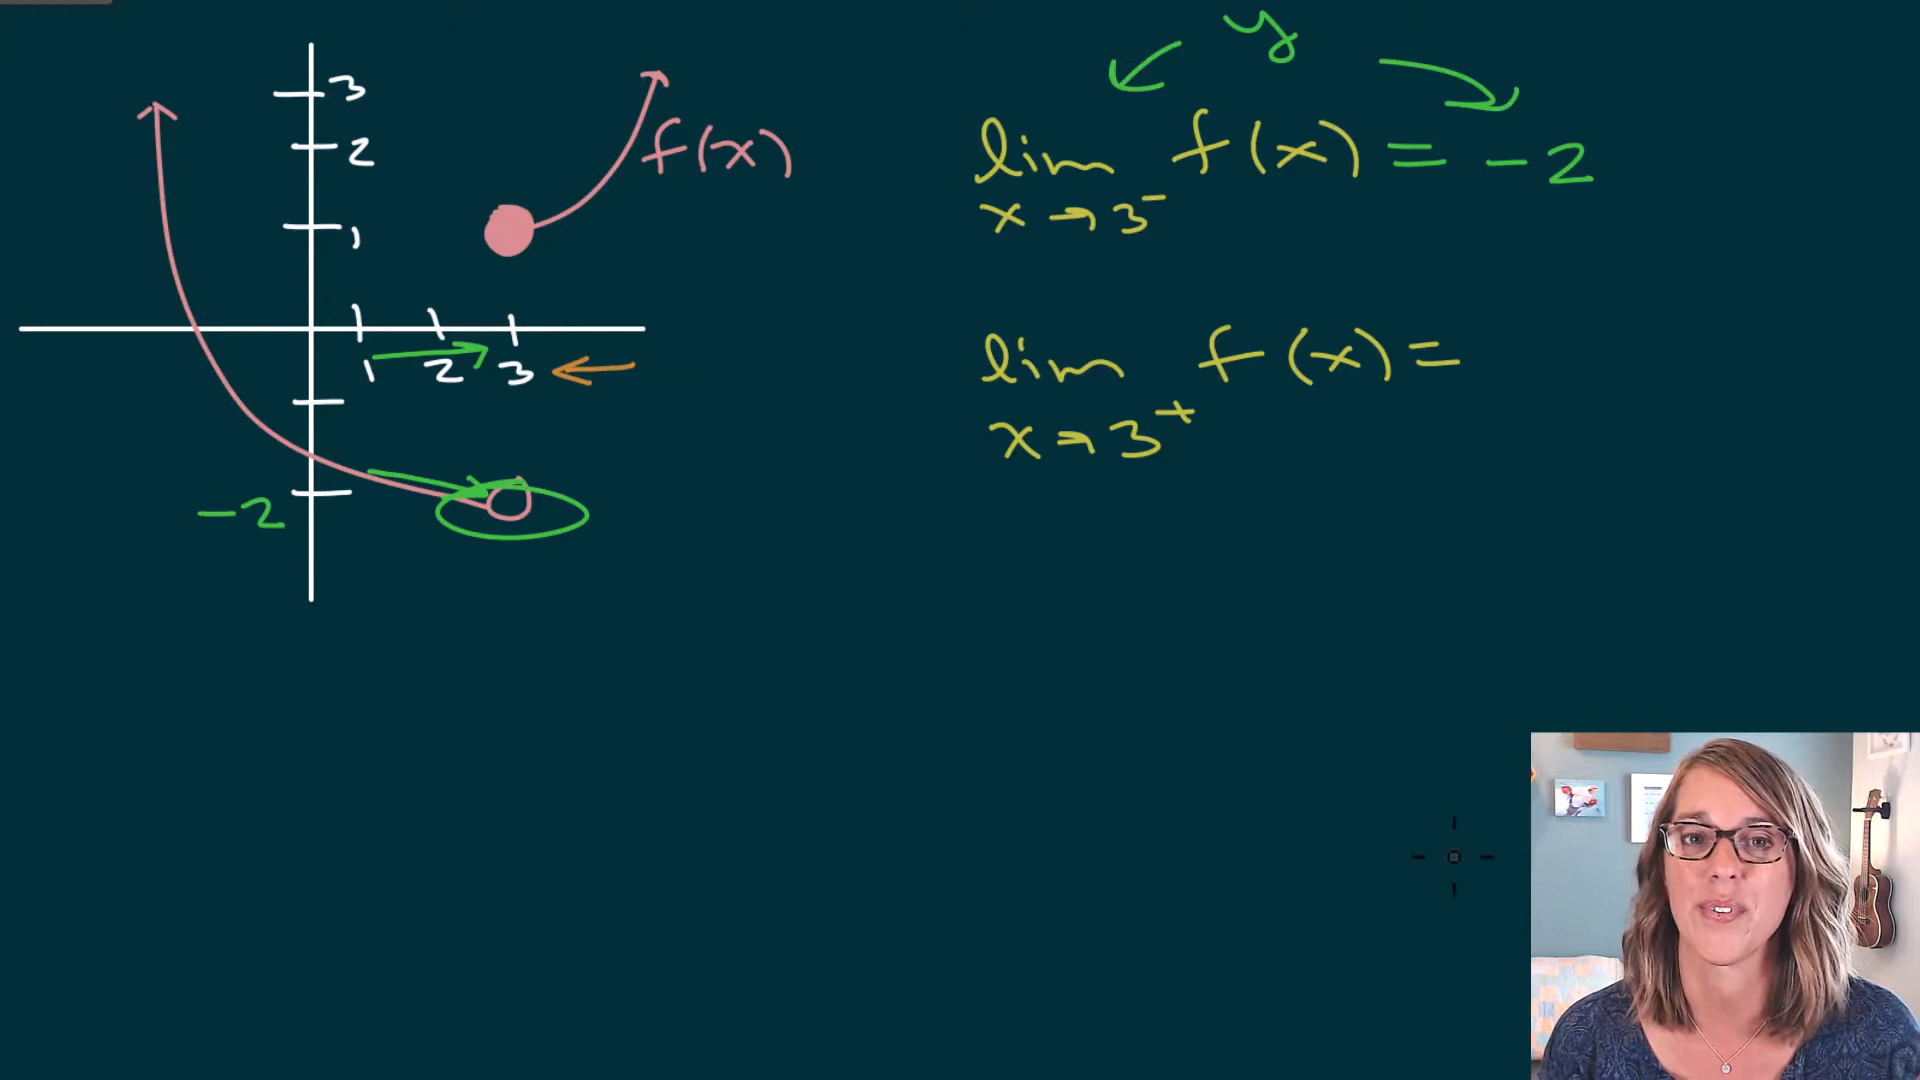 y
3
2
1
f(x)
lim f(x) = -2
x→3⁻
1 2 3
lim f(x) =
x→3⁺
-2